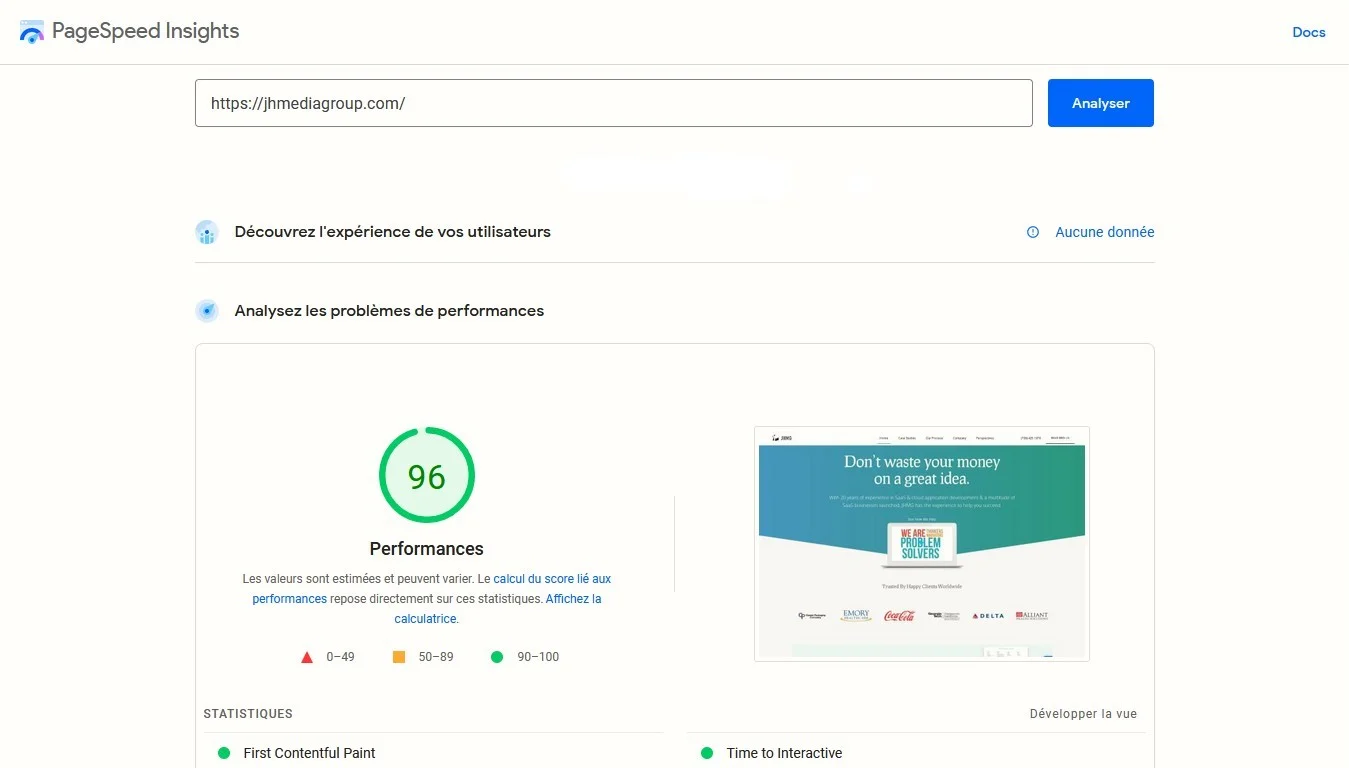 PageSpeed Insights
Docs
https://jhmediagroup.com/
Analyser
Découvrez l'expérience de vos utilisateurs
Aucune donnée
Analysez les problèmes de performances
96
Performances
Les valeurs sont estimées et peuvent varier. Le calcul du score lié aux
performances repose directement sur ces statistiques. Affichez la
calculatrice.
0–49
50–89
90–100
Don't waste your money
on a great idea.
WE ARE
PROBLEM
SOLVERS
Trusted By Happy Clients Worldwide
EMORY
Coca-Cola
DELTA
ALLIANT
STATISTIQUES
Développer la vue
First Contentful Paint
Time to Interactive